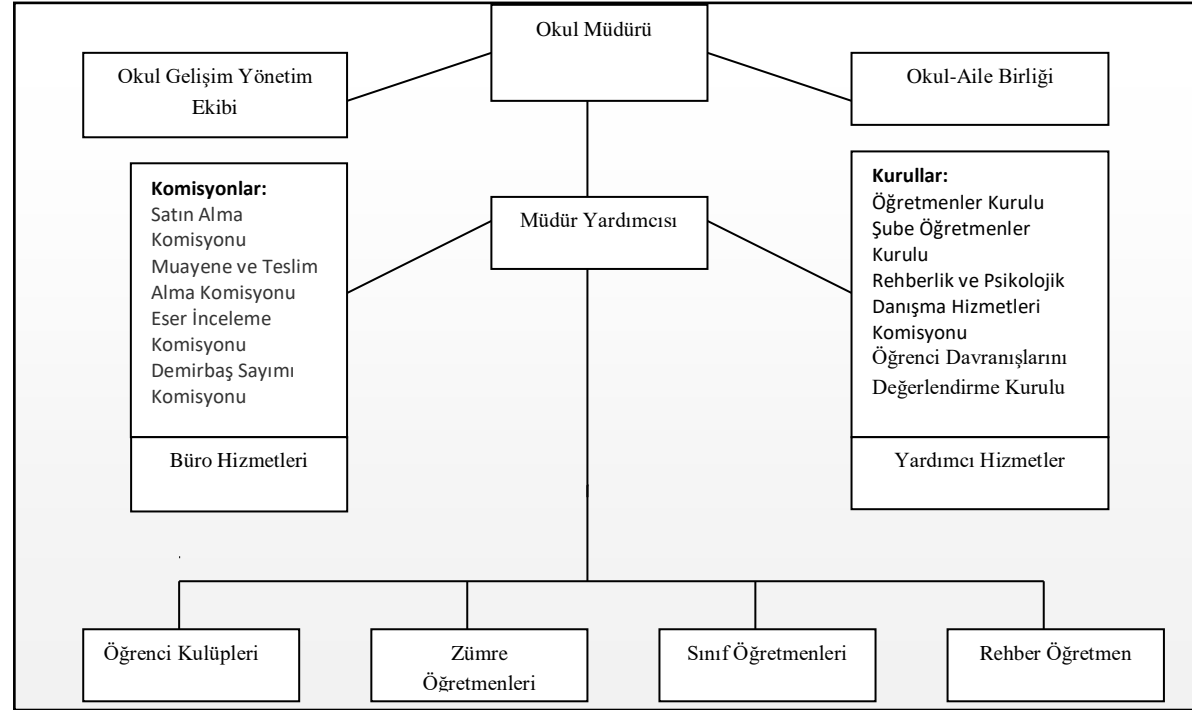 Okul Müdürü
Okul Gelişim Yönetim
Ekibi
Okul-Aile Birliği
Komisyonlar:
Satın Alma
Komisyonu
Muayene ve Teslim
Alma Komisyonu
Eser İnceleme
Komisyonu
Demirbaş Sayımı
Komisyonu
Müdür Yardımcısı
Kurullar:
Öğretmenler Kurulu
Şube Öğretmenler
Kurulu
Rehberlik ve Psikolojik
Danışma Hizmetleri
Komisyonu
Öğrenci Davranışlarını
Değerlendirme Kurulu
Büro Hizmetleri
Yardımcı Hizmetler
Öğrenci Kulüpleri
Zümre
Öğretmenleri
Sınıf Öğretmenleri
Rehber Öğretmen